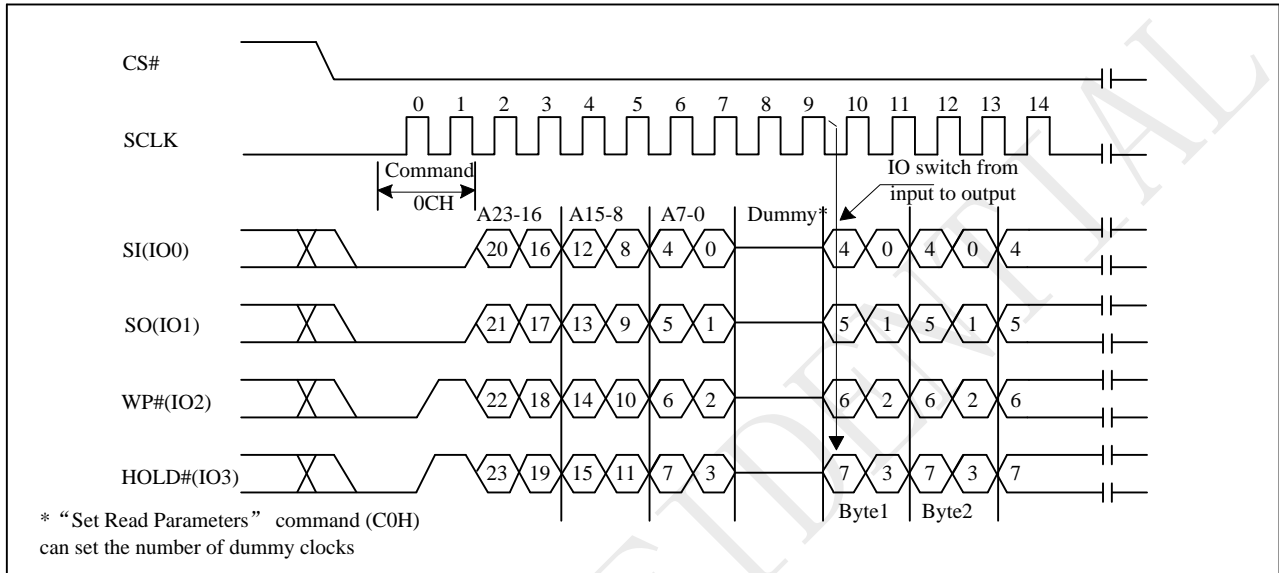 CS#
0 1 2 3 4 5 6 7 8 9 10 11 12 13 14
SCLK
Command
0CH
IO switch from
input to output
A23-16 A15-8 A7-0 Dummy*
SI(IO0) 20 16 12 8 4 0 4 0 4 0 4
SO(IO1) 21 17 13 9 5 1 5 1 5 1 5
WP#(IO2) 22 18 14 10 6 2 6 2 6 2 6
HOLD#(IO3) 23 19 15 11 7 3 7 3 7 3 7
Byte1 Byte2
* “Set Read Parameters” command (C0H)
can set the number of dummy clocks
IDENTIAL